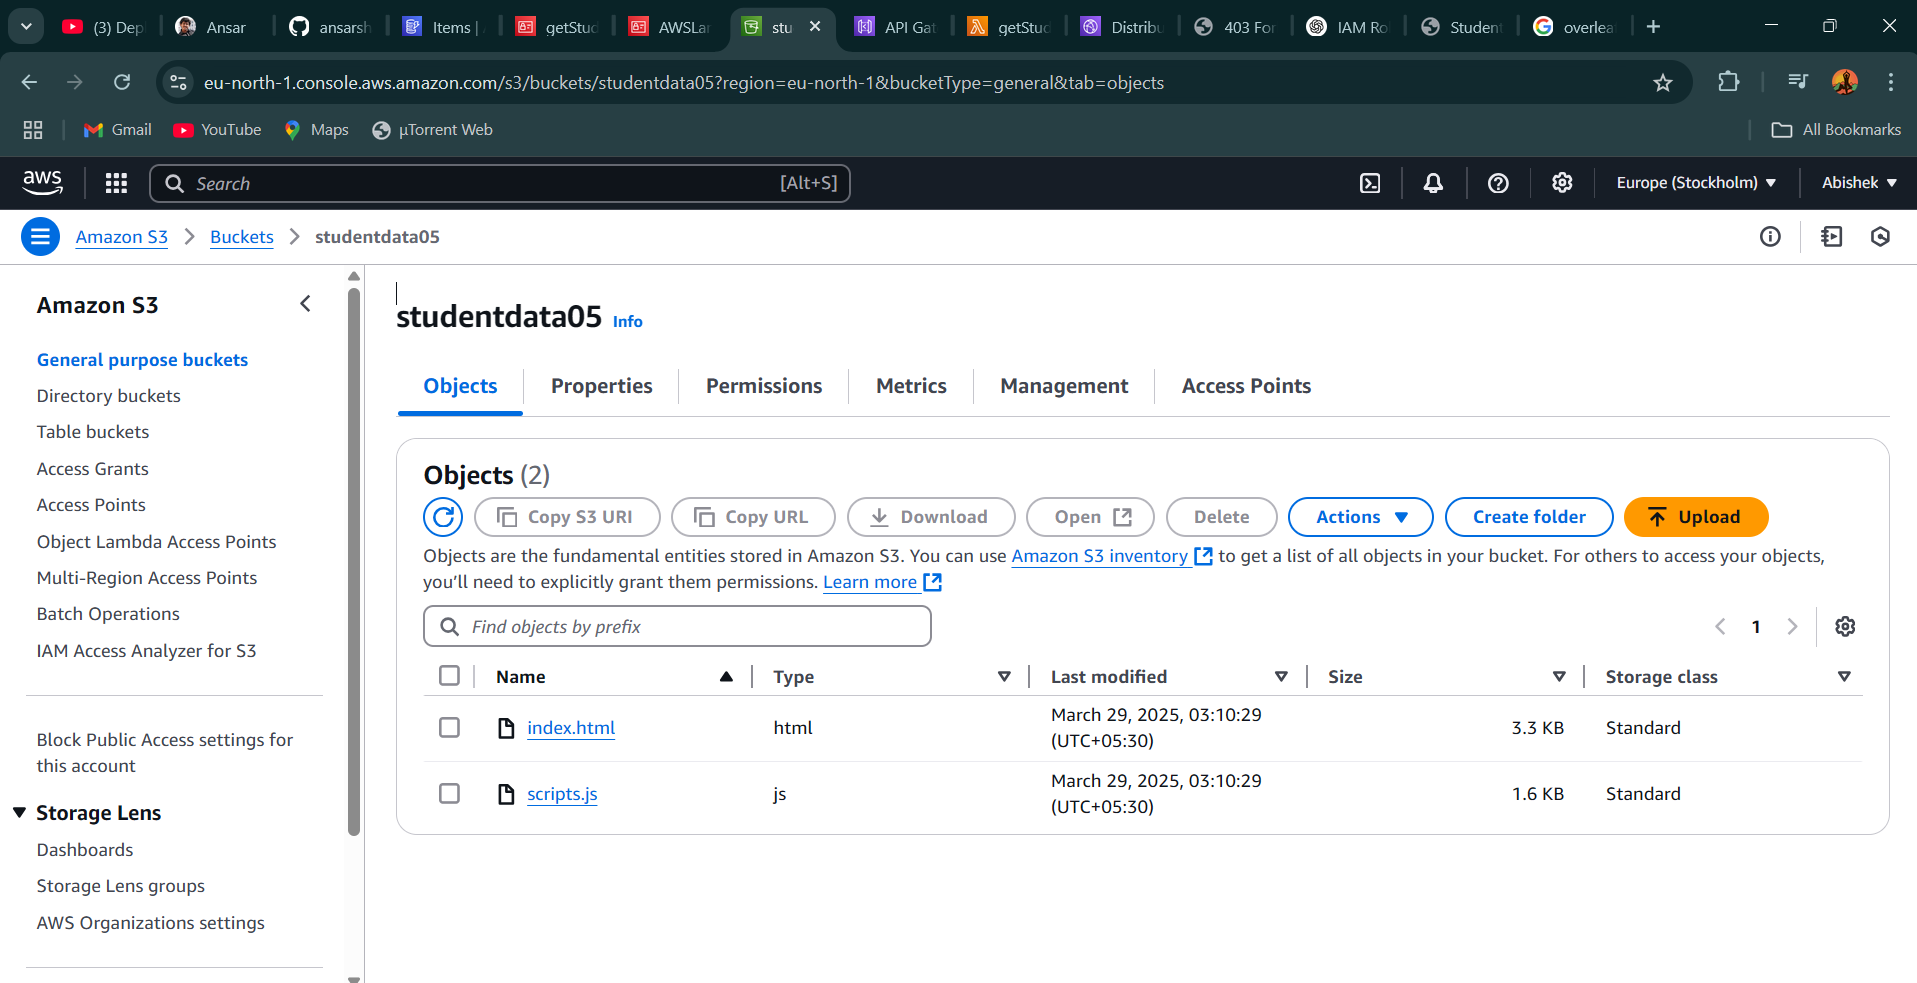 (3) Dep
Ansar
ansarsh
Items | 
getStud
AWSLar
stu
API Gat
getStud
Distribu
403 For
IAM Ro
Student
overlea
eu-north-1.console.aws.amazon.com/s3/buckets/studentdata05?region=eu-north-1&bucketType=general&tab=objects
Gmail
YouTube
Maps
µTorrent Web
All Bookmarks
aws
Search
[Alt+S]
Europe (Stockholm)
Abishek
Amazon S3
Buckets
studentdata05
Amazon S3
General purpose buckets
Directory buckets
Table buckets
Access Grants
Access Points
Object Lambda Access Points
Multi-Region Access Points
Batch Operations
IAM Access Analyzer for S3
Block Public Access settings for
this account
Storage Lens
Dashboards
Storage Lens groups
AWS Organizations settings
studentdata05 Info
Objects
Properties
Permissions
Metrics
Management
Access Points
Objects (2)
Copy S3 URI
Copy URL
Download
Open
Delete
Actions
Create folder
Upload
Objects are the fundamental entities stored in Amazon S3. You can use Amazon S3 inventory to get a list of all objects in your bucket. For others to access your objects,
you’ll need to explicitly grant them permissions. Learn more
Find objects by prefix
1
Name
Type
Last modified
Size
Storage class
index.html
html
March 29, 2025, 03:10:29
(UTC+05:30)
3.3 KB
Standard
scripts.js
js
March 29, 2025, 03:10:29
(UTC+05:30)
1.6 KB
Standard